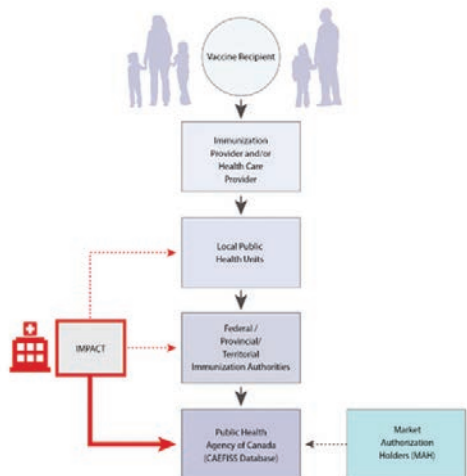 Vaccine Recipient
Immunization
Provider and/or
Health Care
Provider
Local Public
Health Units
IMPACT
Federal /
Provincial/
Territorial
Immunization Authorities
Public Health
Agency of Canada
(CAEFISS Database)
Market
Authorization
Holders (MAH)